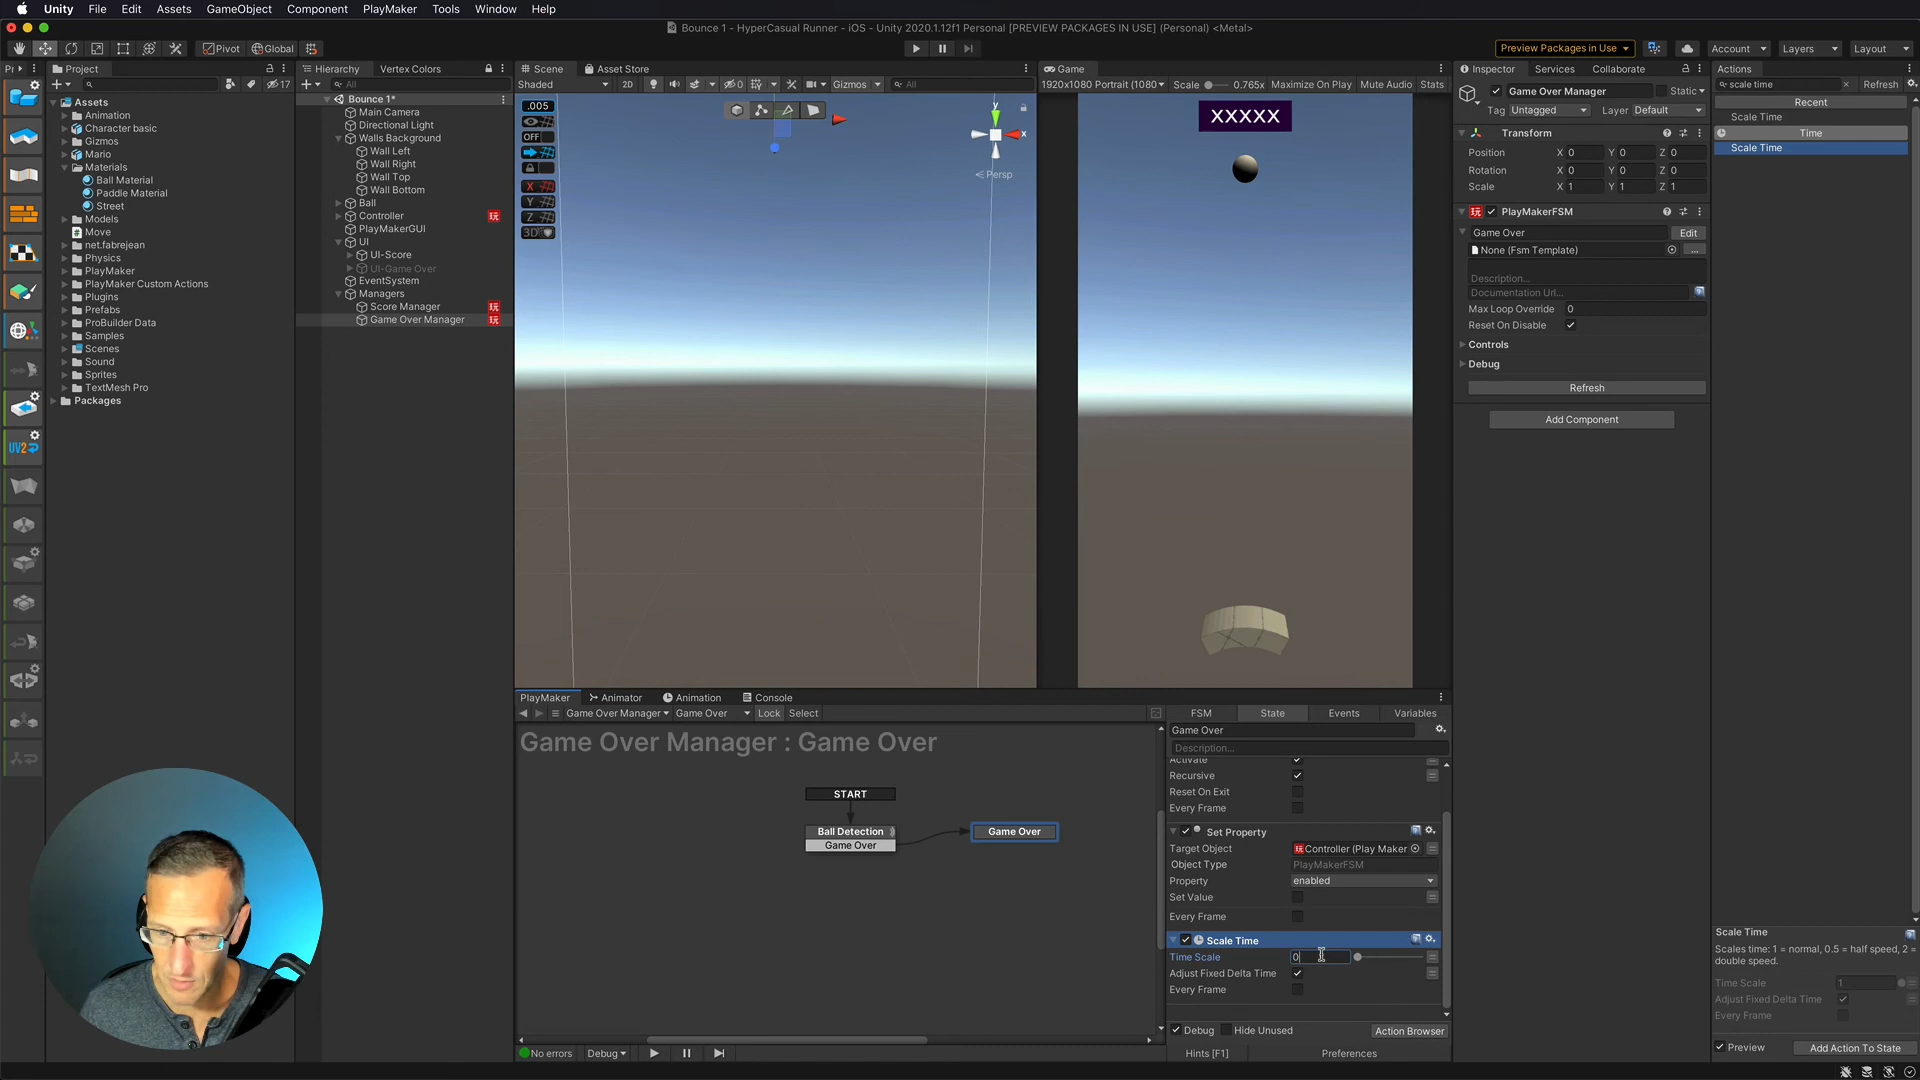 Unity File Edit Assets GameObject Component PlayMaker Tools Window Help
Bounce 1 - HyperCasual Runner - iOS - Unity 2020.1.12f1 Personal [PREVIEW PACKAGES IN USE] (Personal) <Metal>
Pivot Global Preview Packages in Use Account Layers Layout
Project
17
Assets
Animation
Character basic
Gizmos
Mario
Materials
Ball Material
Paddle Material
Street
Models
Move
net.fabrejean
Physics
PlayMaker
PlayMaker Custom Actions
Plugins
Prefabs
ProBuilder Data
Samples
Scenes
Sound
Sprites
TextMesh Pro
Packages
UV2
Hierarchy Vertex Colors
All
Bounce 1*
Main Camera
Directional Light
Walls Background
Wall Left
Wall Right
Wall Top
Wall Bottom
Ball
Controller
PlayMakerGUI
UI
UI-Score
UI-Game Over
EventSystem
Managers
Score Manager
Game Over Manager
Scene Asset Store
Shaded 2D 0 Gizmos All
.005
OFF
X
Y
Z
3D
y
x
Persp
Game
1920x1080 Portrait (1080 Scale 0.765x Maximize On Play Mute Audio Stats
XXXXX
PlayMaker Animator Animation Console
Game Over Manager Game Over Lock Select
Game Over Manager : Game Over
START
Ball Detection
Game Over
Game Over
No errors Debug
FSM State Events Variables
Game Over
Description...
Activate
Recursive
Reset On Exit
Every Frame
Set Property
Target Object Controller (Play Maker
Object Type PlayMakerFSM
Property enabled
Set Value
Every Frame
Scale Time
Time Scale 0
Adjust Fixed Delta Time
Every Frame
Debug Hide Unused Action Browser
Hints [F1] Preferences
Inspector Services Collaborate
Game Over Manager Static
Tag Untagged Layer Default
Transform
Position X 0 Y 0 Z 0
Rotation X 0 Y 0 Z 0
Scale X 1 Y 1 Z 1
PlayMakerFSM
Game Over Edit
None (Fsm Template) ...
Description...
Documentation Url...
Max Loop Override 0
Reset On Disable
Controls
Debug
Refresh
Add Component
Actions
scale time Refresh
Recent
Scale Time
Time
Scale Time
Scale Time
Scales time: 1 = normal, 0.5 = half speed, 2 =
double speed.
Time Scale 1
Adjust Fixed Delta Time
Every Frame
Preview Add Action To State